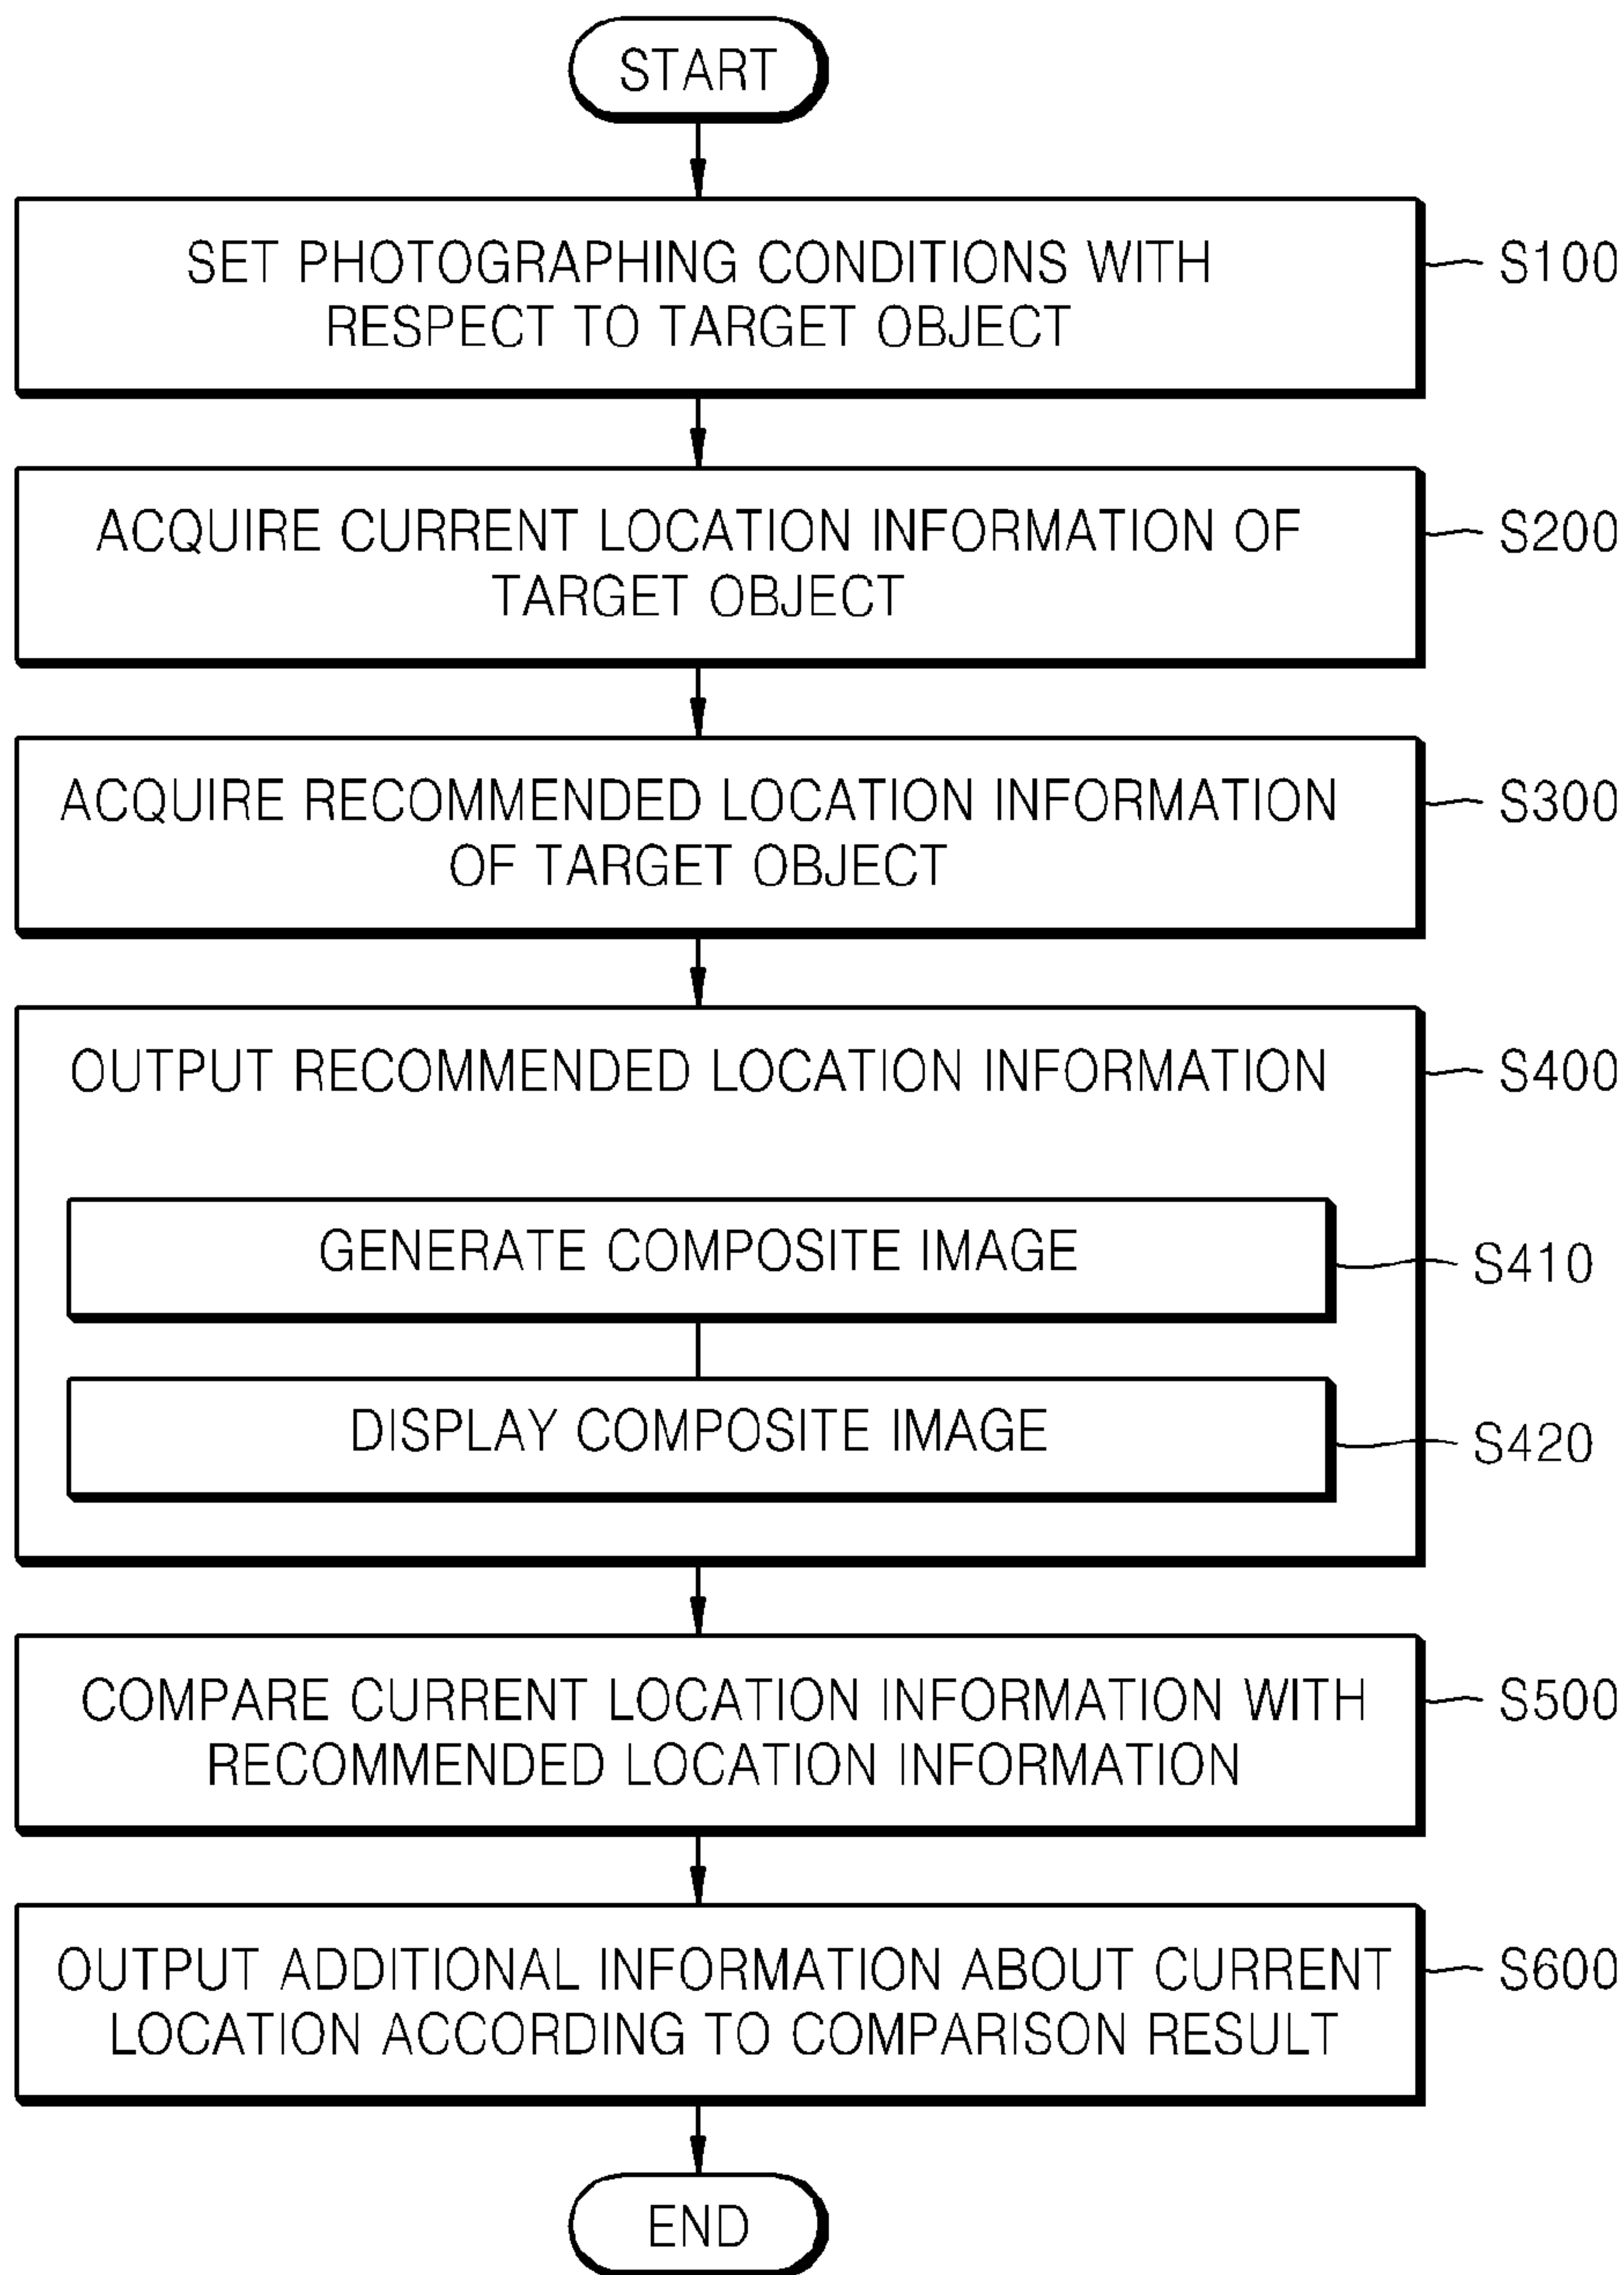 START
SET PHOTOGRAPHING CONDITIONS WITH
RESPECT TO TARGET OBJECT
S100
ACQUIRE CURRENT LOCATION INFORMATION OF
TARGET OBJECT
S200
ACQUIRE RECOMMENDED LOCATION INFORMATION
OF TARGET OBJECT
S300
OUTPUT RECOMMENDED LOCATION INFORMATION
S400
GENERATE COMPOSITE IMAGE
S410
DISPLAY COMPOSITE IMAGE
S420
COMPARE CURRENT LOCATION INFORMATION WITH
RECOMMENDED LOCATION INFORMATION
S500
OUTPUT ADDITIONAL INFORMATION ABOUT CURRENT
LOCATION ACCORDING TO COMPARISON RESULT
S600
END